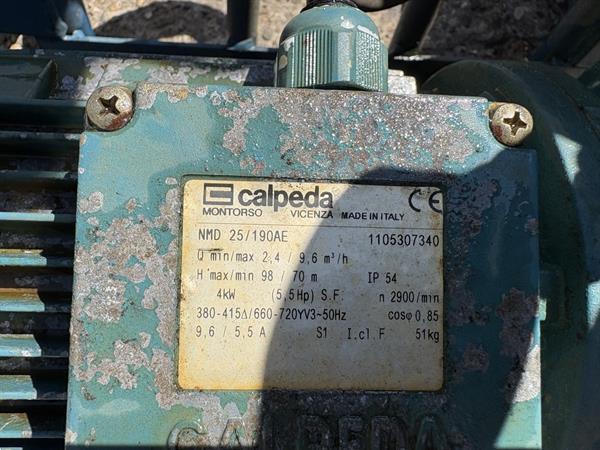 calpeda CE
MONTORSO VICENZA MADE IN ITALY
NMD 25/190AE 1105307340
Q min/max 2,4 / 9,6 m³/h
H max/min 98 / 70 m IP 54
4kW (5,5Hp) S.F. n 2900/min
380-415Δ/660-720YV3~50Hz cosφ 0,85
9,6 / 5,5 A S1 I.cl.F 51kg
CALPEDA